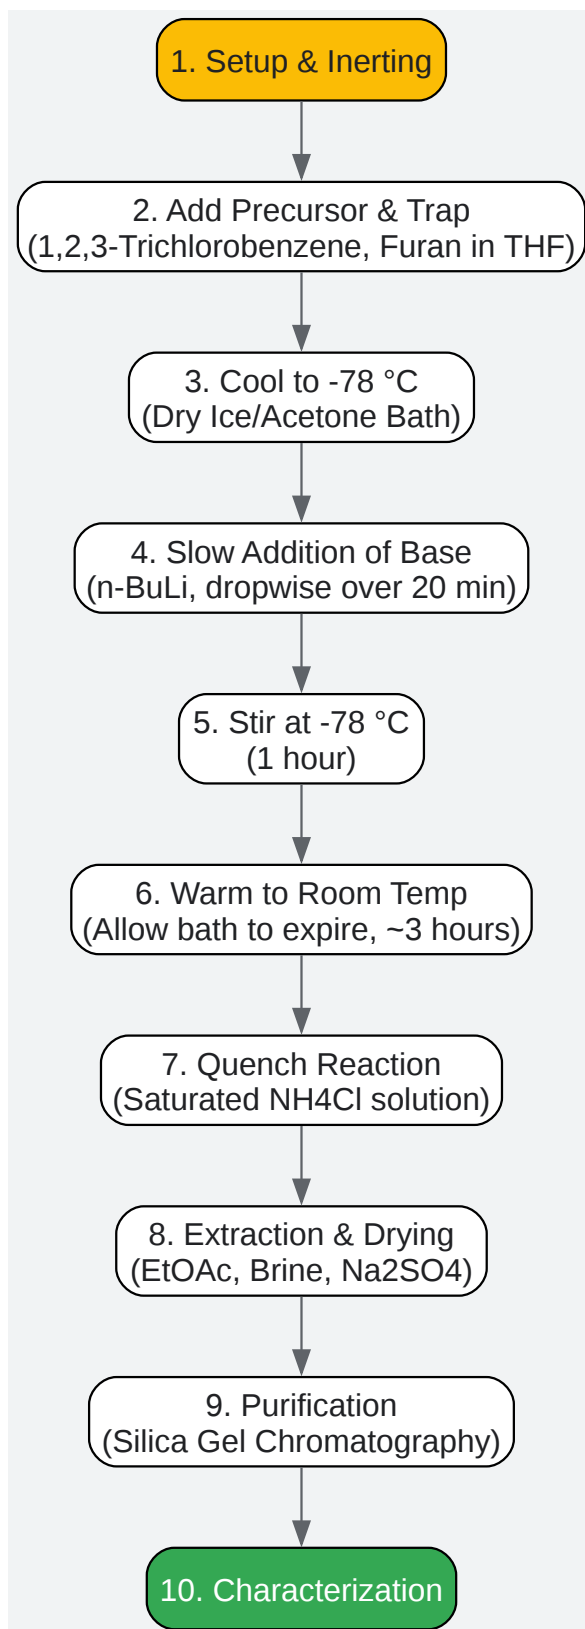 1. Setup & Inerting
2. Add Precursor & Trap
(1,2,3-Trichlorobenzene, Furan in THF)
3. Cool to -78 °C
(Dry Ice/Acetone Bath)
4. Slow Addition of Base
(n-BuLi, dropwise over 20 min)
5. Stir at -78 °C
(1 hour)
6. Warm to Room Temp
(Allow bath to expire, ~3 hours)
7. Quench Reaction
(Saturated NH4Cl solution)
8. Extraction & Drying
(EtOAc, Brine, Na2SO4)
9. Purification
(Silica Gel Chromatography)
10. Characterization